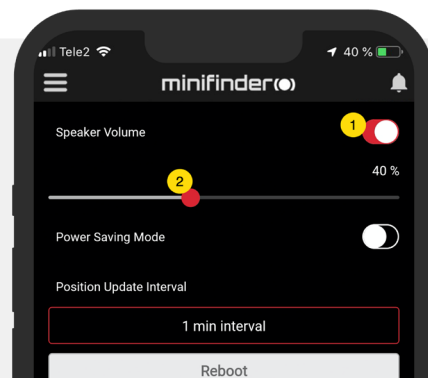 Tele2 40 %
minifinder
Speaker Volume 1
40 %
2
Power Saving Mode
Position Update Interval
1 min interval
Reboot